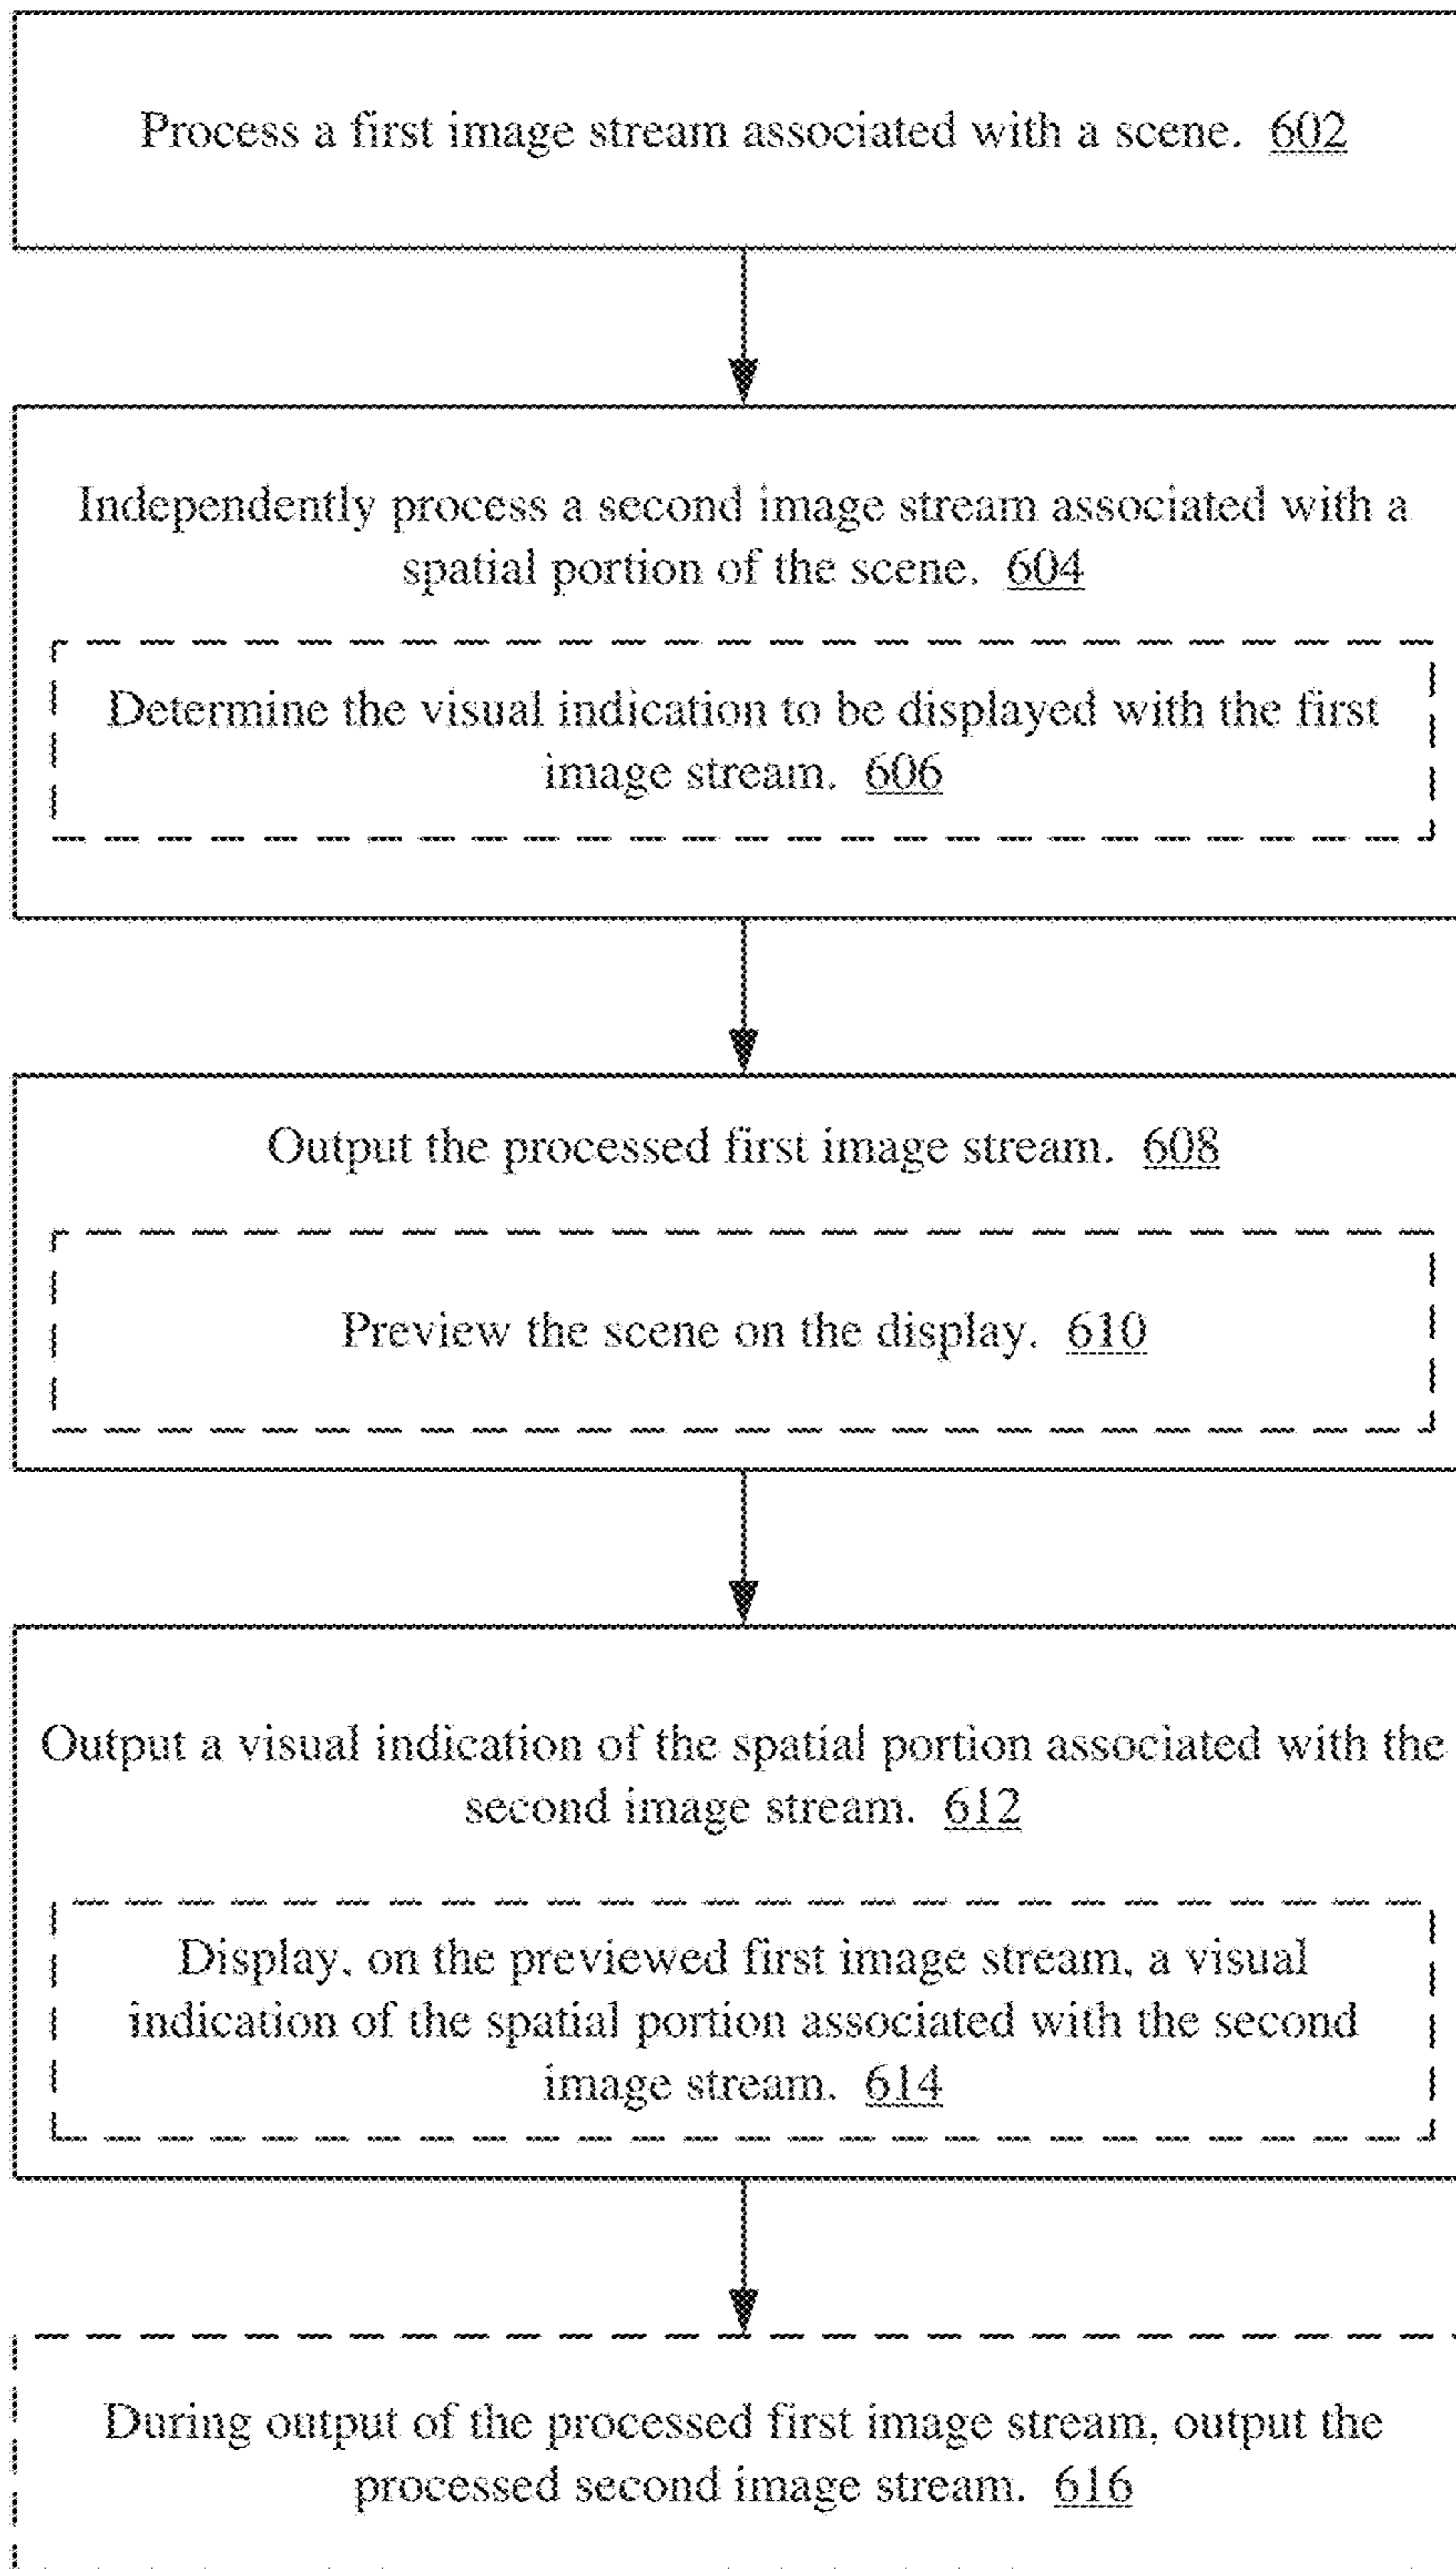 Process a first image stream associated with a scene. 602
Independently process a second image stream associated with a
spatial portion of the scene. 604
Determine the visual indication to be displayed with the first
image stream. 606
Output the processed first image stream. 608
Preview the scene on the display. 610
Output a visual indication of the spatial portion associated with the
second image stream. 612
Display, on the previewed first image stream, a visual
indication of the spatial portion associated with the second
image stream. 614
During output of the processed first image stream, output the
processed second image stream. 616